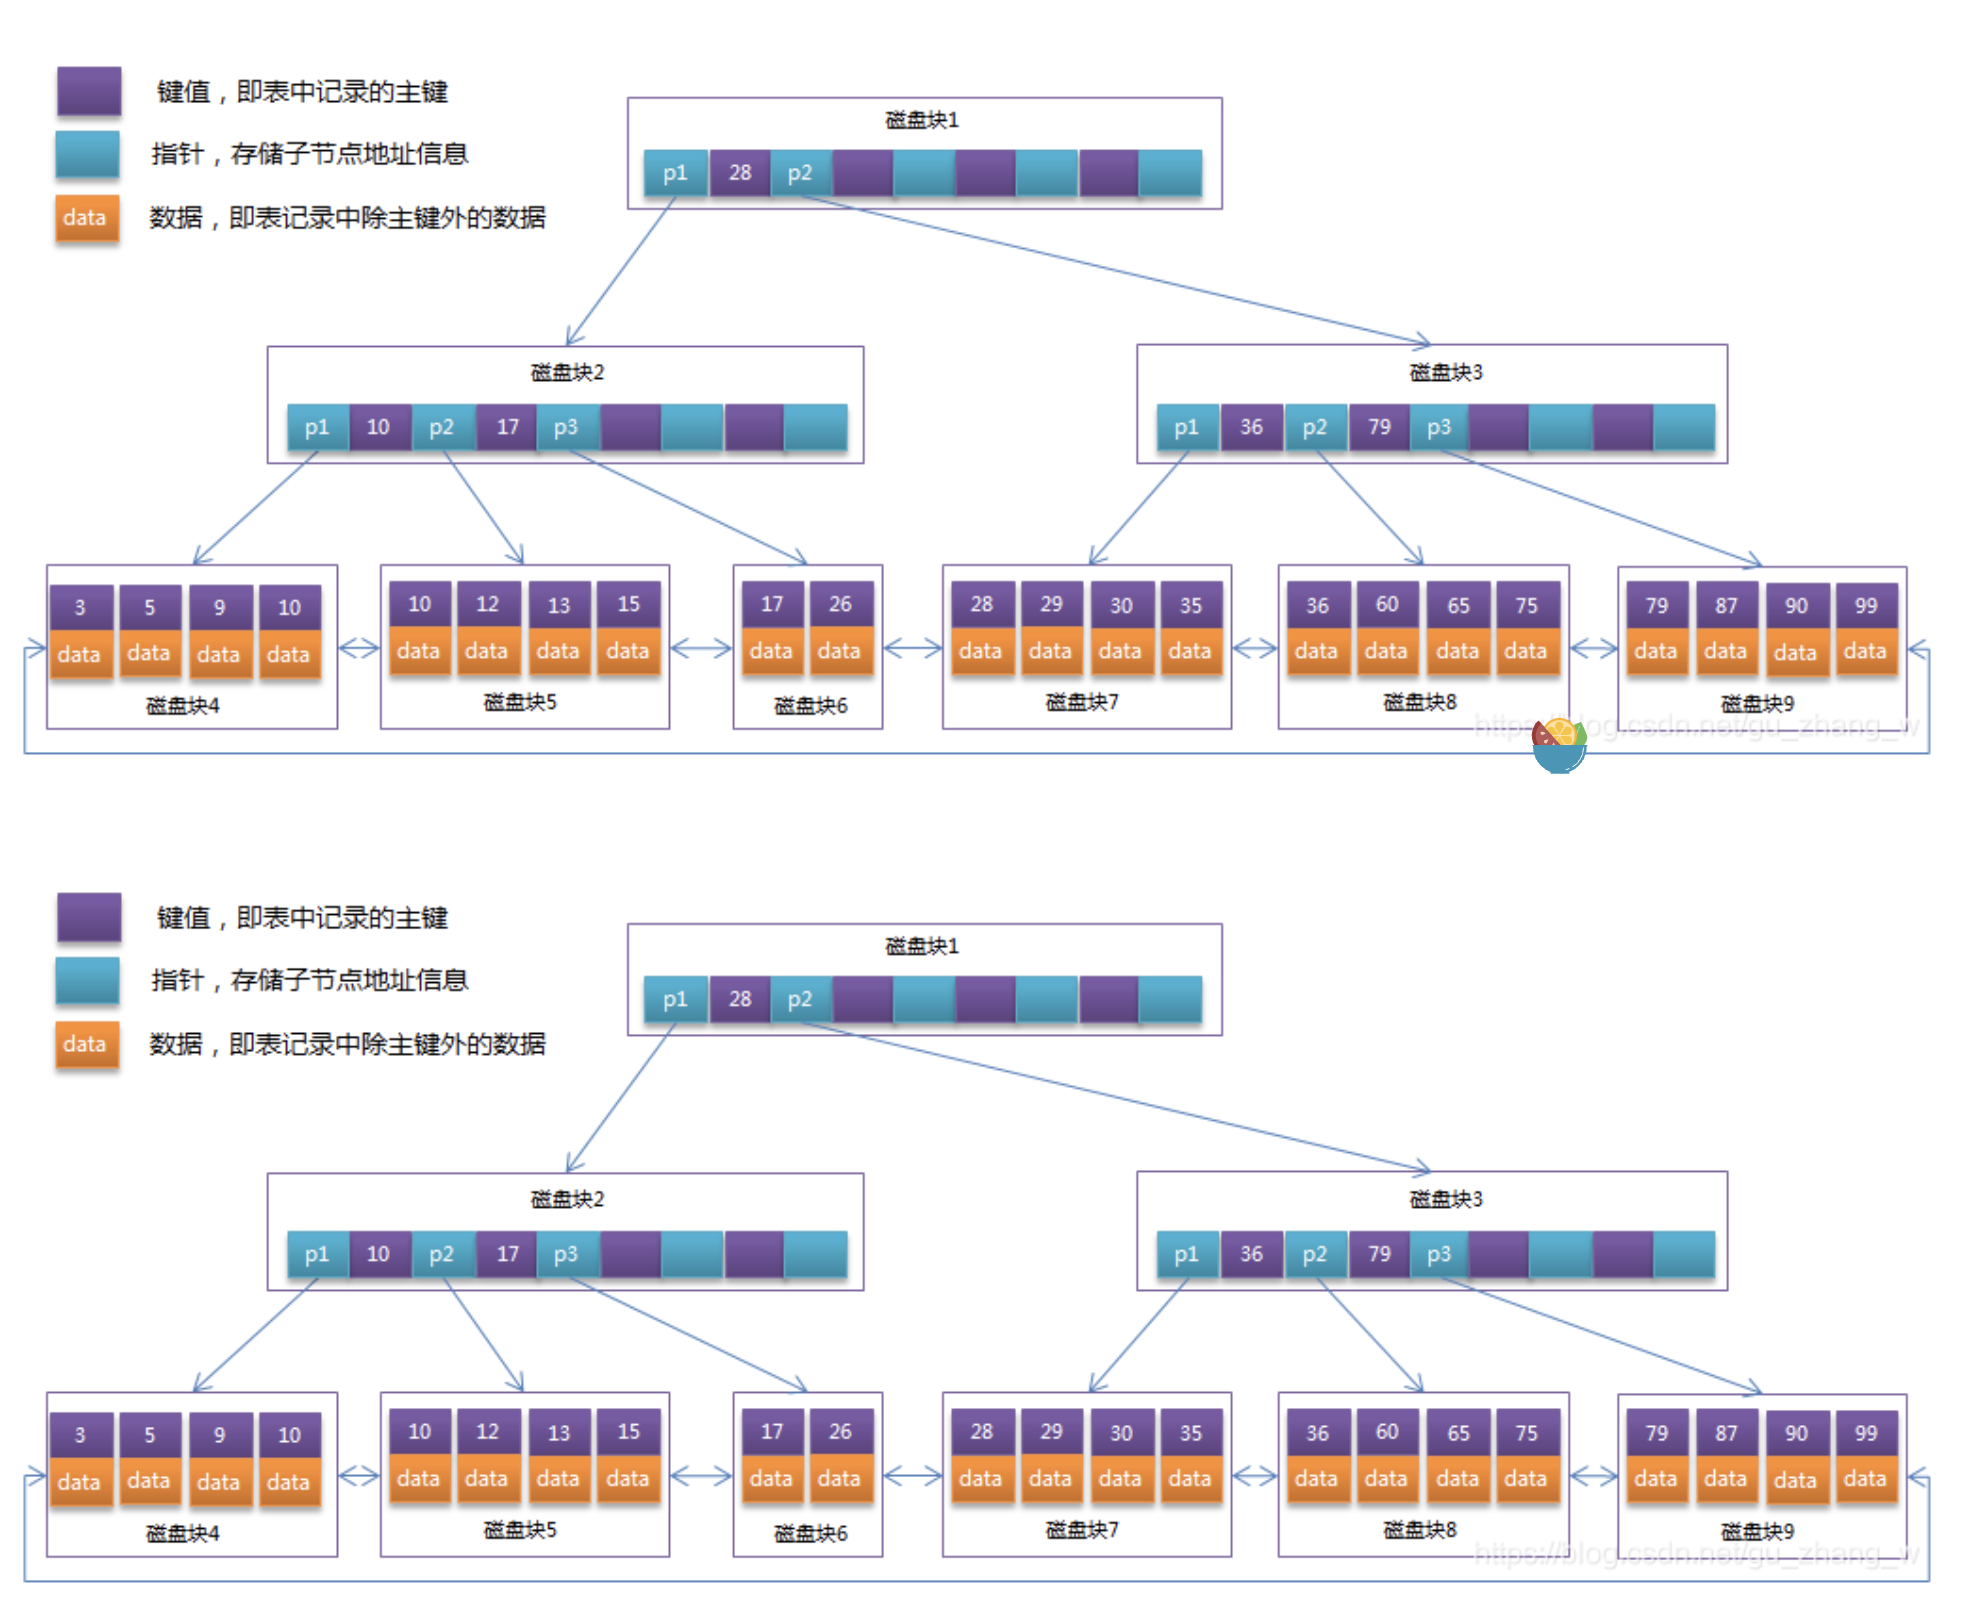 键值，即表中记录的主键
指针，存储子节点地址信息
data 数据，即表记录中除主键外的数据
磁盘块1
p1 28 p2
磁盘块2
p1 10 p2 17 p3
磁盘块3
p1 36 p2 79 p3
3 5 9 10
data data data data
磁盘块4
10 12 13 15
data data data data
磁盘块5
17 26
data data
磁盘块6
28 29 30 35
data data data data
磁盘块7
36 60 65 75
data data data data
磁盘块8
79 87 90 99
data data data data
磁盘块9
键值，即表中记录的主键
指针，存储子节点地址信息
data 数据，即表记录中除主键外的数据
磁盘块1
p1 28 p2
磁盘块2
p1 10 p2 17 p3
磁盘块3
p1 36 p2 79 p3
3 5 9 10
data data data data
磁盘块4
10 12 13 15
data data data data
磁盘块5
17 26
data data
磁盘块6
28 29 30 35
data data data data
磁盘块7
36 60 65 75
data data data data
磁盘块8
79 87 90 99
data data data data
磁盘块9
https://blog.csdn.net/gu_zhang_w